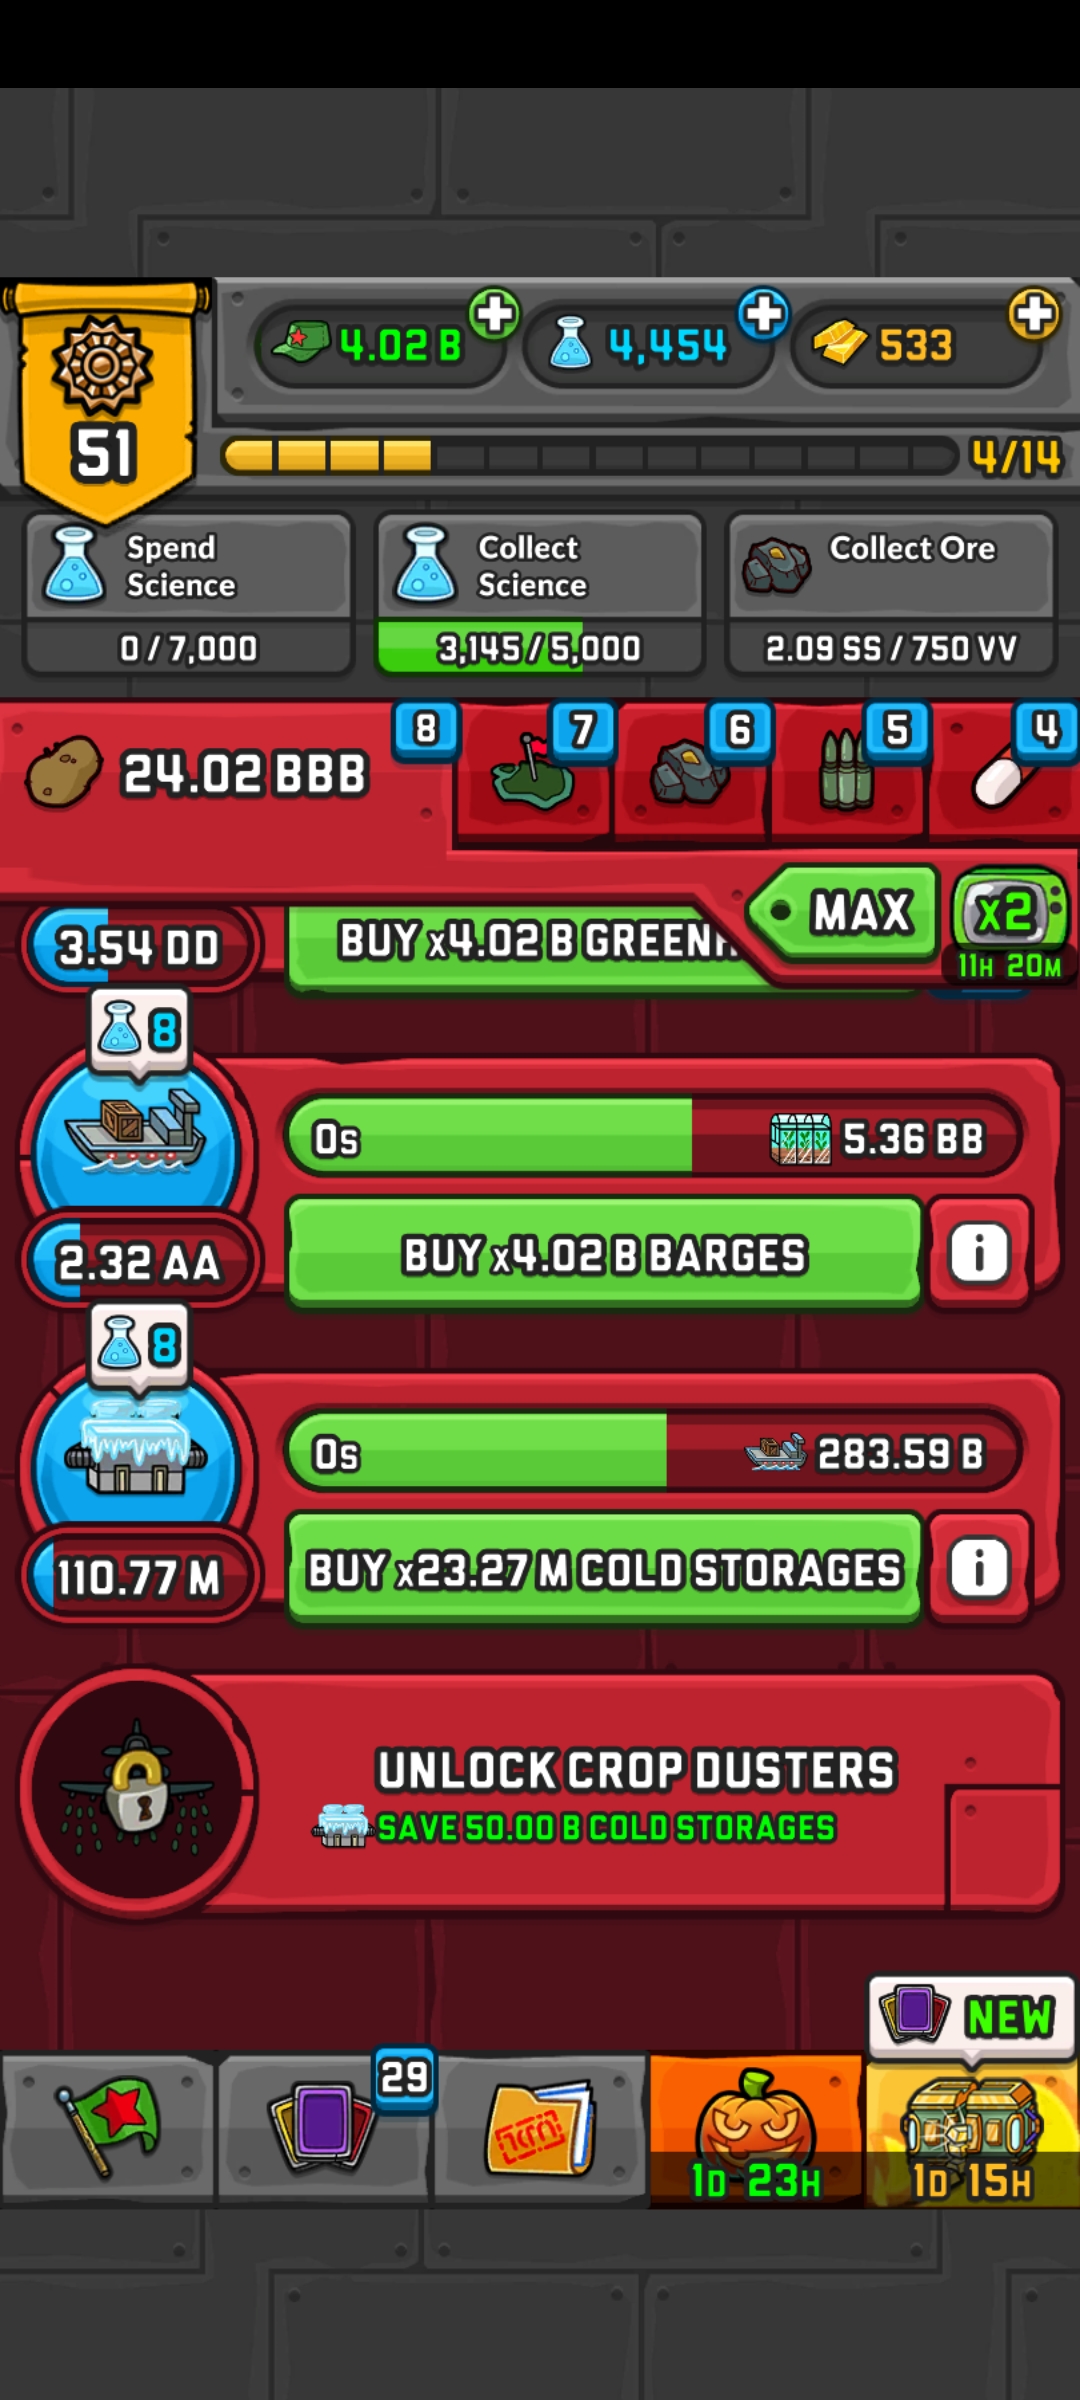 4.02 B
4,454
533
51
4/14
Spend
Science
Collect
Science
Collect Ore
0 / 7,000
3,145 / 5,000
2.09 SS / 750 VV
24.02 BBB
8
7
6
5
4
MAX
x2
11H 20M
3.54 DD
BUY x4.02 B
8
0s
5.36 BB
BUY x4.02 B BARGES
i
2.32 AA
8
0s
283.59 B
BUY x23.27 M COLD STORAGES
i
110.77 M
UNLOCK CROP DUSTERS
SAVE 50.00 B COLD STORAGES
NEW
29
1D 23H
1D 15H